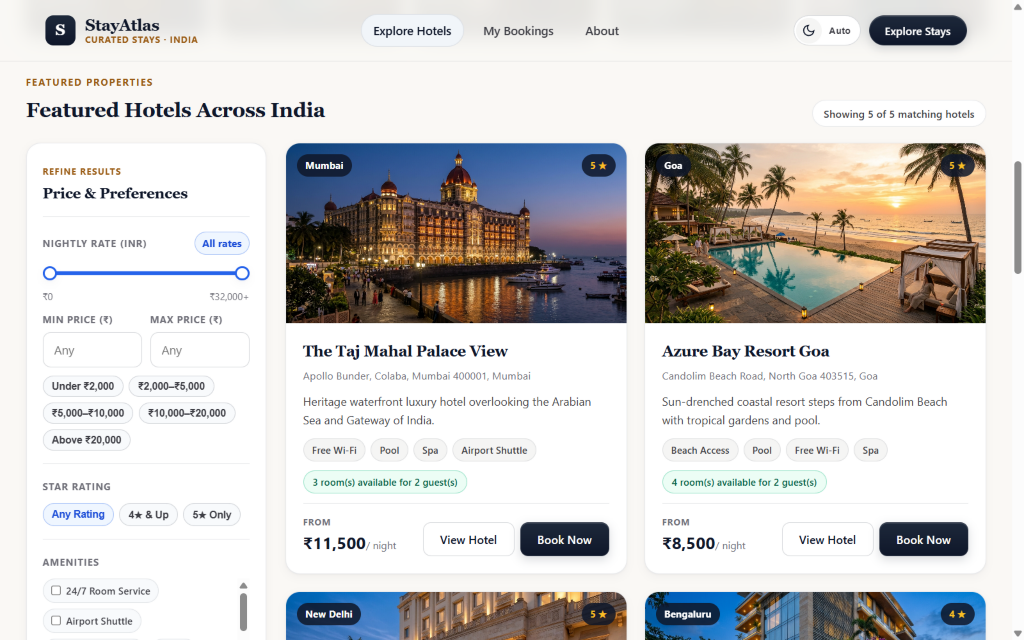 S
StayAtlas
CURATED STAYS · INDIA
Explore Hotels
My Bookings
About
Auto
Explore Stays
FEATURED PROPERTIES
Featured Hotels Across India
Showing 5 of 5 matching hotels
REFINE RESULTS
Price & Preferences
NIGHTLY RATE (INR)
All rates
₹0
₹32,000+
MIN PRICE (₹)
MAX PRICE (₹)
Any
Any
Under ₹2,000
₹2,000–₹5,000
₹5,000–₹10,000
₹10,000–₹20,000
Above ₹20,000
STAR RATING
Any Rating
4★ & Up
5★ Only
AMENITIES
24/7 Room Service
Airport Shuttle
Mumbai
5 ★
The Taj Mahal Palace View
Apollo Bunder, Colaba, Mumbai 400001, Mumbai
Heritage waterfront luxury hotel overlooking the Arabian
Sea and Gateway of India.
Free Wi-Fi
Pool
Spa
Airport Shuttle
3 room(s) available for 2 guest(s)
FROM
₹11,500/ night
View Hotel
Book Now
Goa
5 ★
Azure Bay Resort Goa
Candolim Beach Road, North Goa 403515, Goa
Sun-drenched coastal resort steps from Candolim Beach
with tropical gardens and pool.
Beach Access
Pool
Free Wi-Fi
Spa
4 room(s) available for 2 guest(s)
FROM
₹8,500/ night
View Hotel
Book Now
New Delhi
5 ★
Bengaluru
4 ★